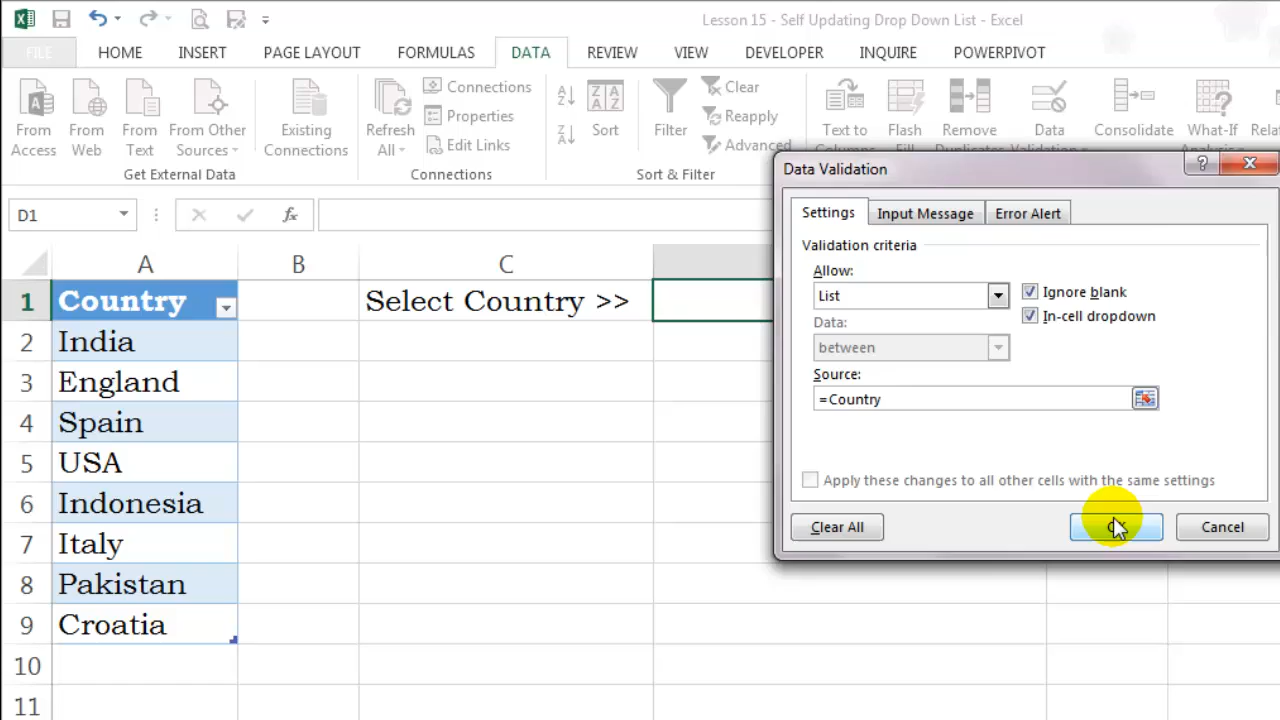 Lesson 15 - Self Updating Drop Down List - Excel
FILE HOME INSERT PAGE LAYOUT FORMULAS DATA REVIEW VIEW DEVELOPER INQUIRE POWERPIVOT
From Access
From Web
From Text
From Other Sources
Existing Connections
Get External Data
Refresh All
Connections
Properties
Edit Links
Connections
Sort
Filter
Clear
Reapply
Advanced
Sort & Filter
Text to Columns
Flash Fill
Remove Duplicates
Data Validation
Consolidate
What-If Analysis
D1
fx
A B C
1 Country Select Country >>
2 India
3 England
4 Spain
5 USA
6 Indonesia
7 Italy
8 Pakistan
9 Croatia
10
11
Data Validation
Settings Input Message Error Alert
Validation criteria
Allow:
List
Ignore blank
In-cell dropdown
Data:
between
Source:
=Country
Apply these changes to all other cells with the same settings
Clear All OK Cancel